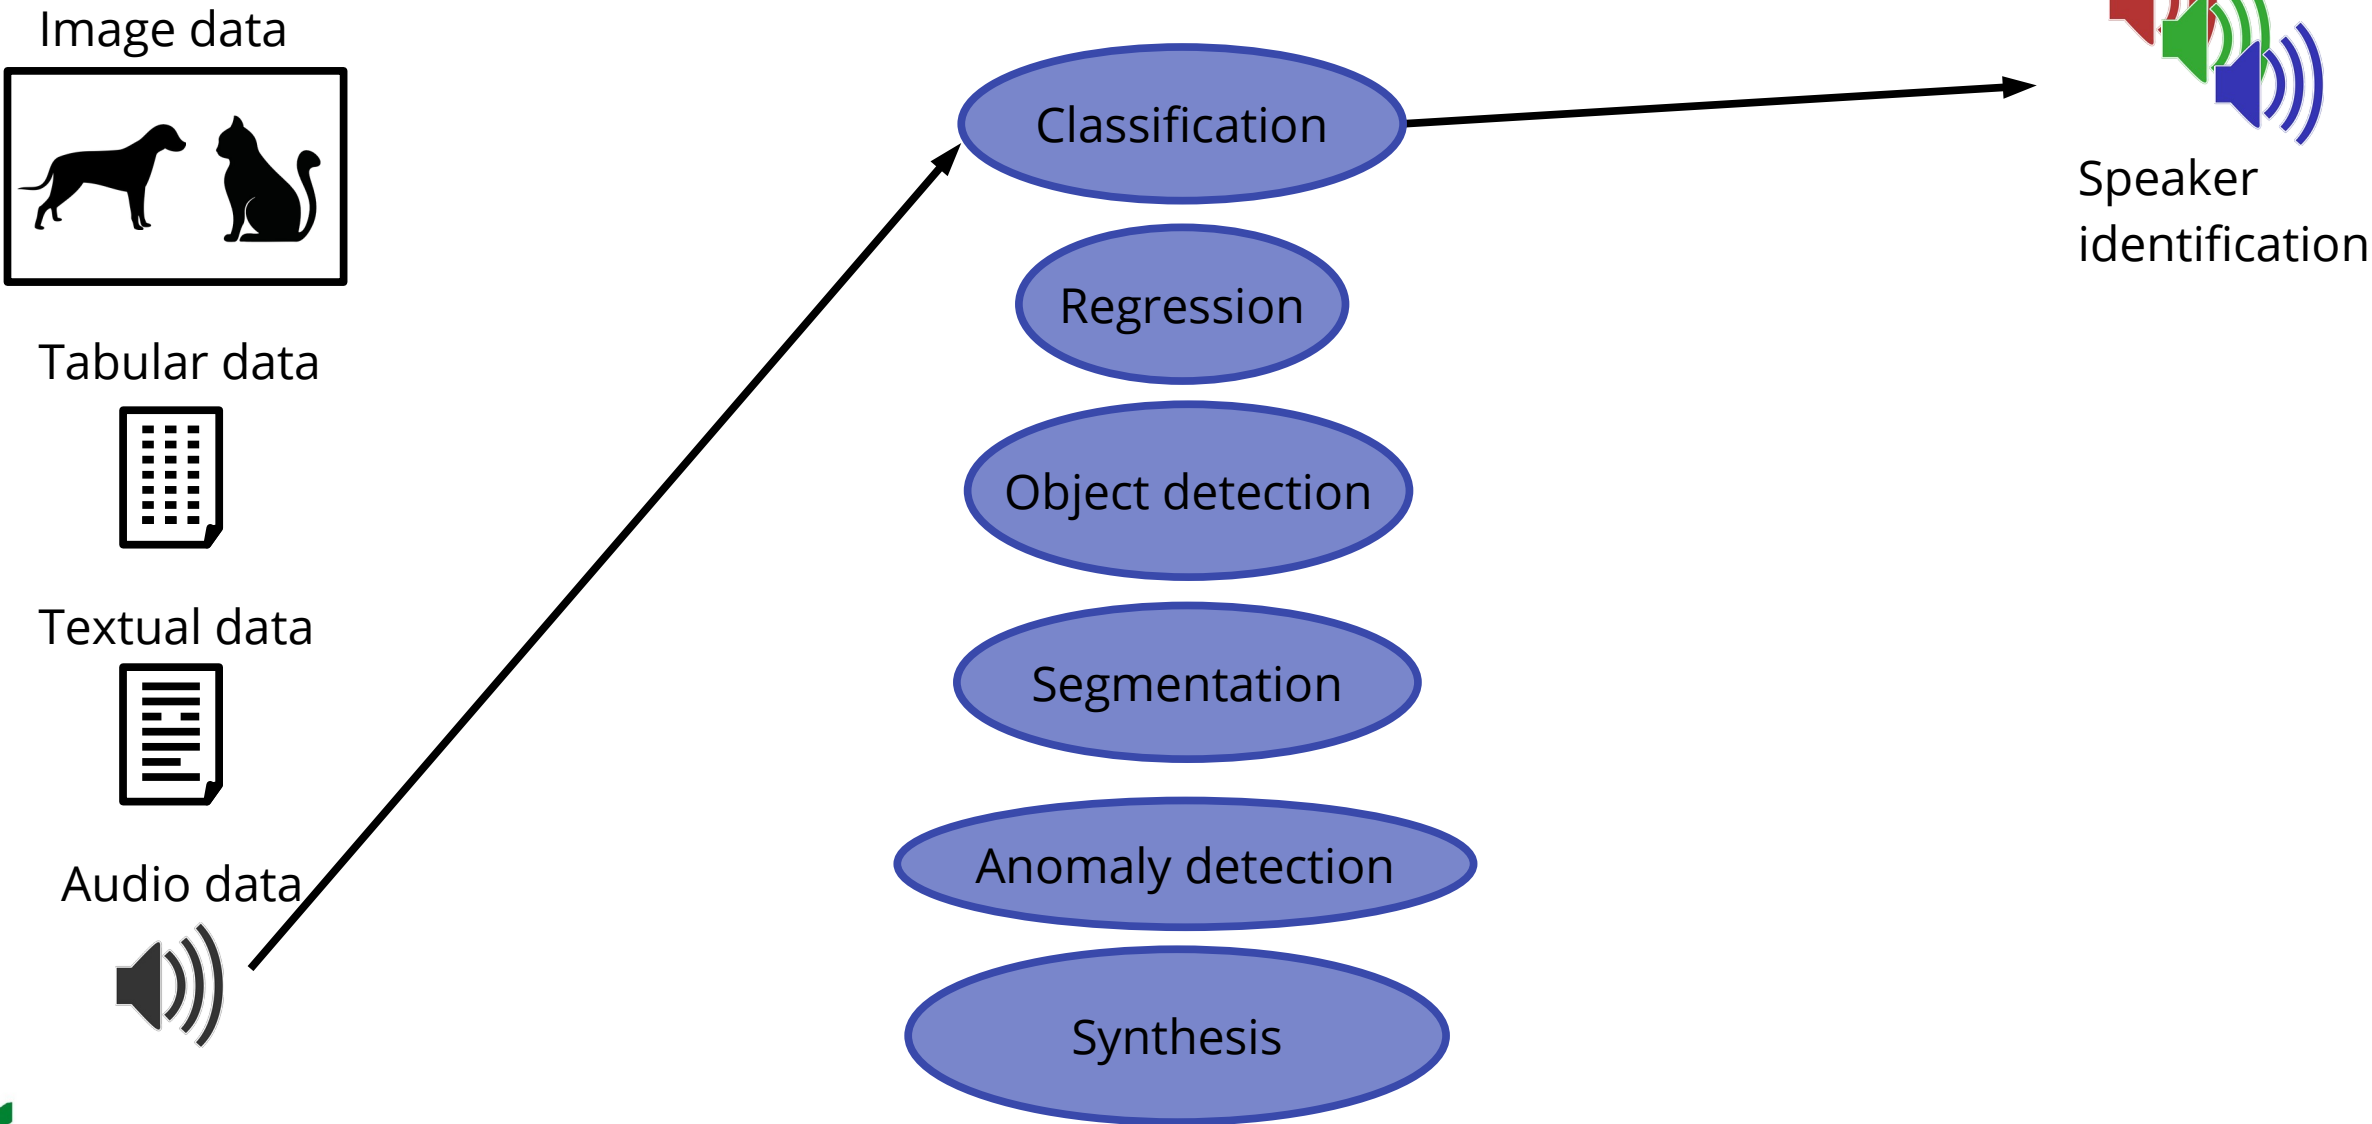 Image data
Tabular data
Textual data
Audio data
Classification
Regression
Object detection
Segmentation
Anomaly detection
Synthesis
Speaker
identification